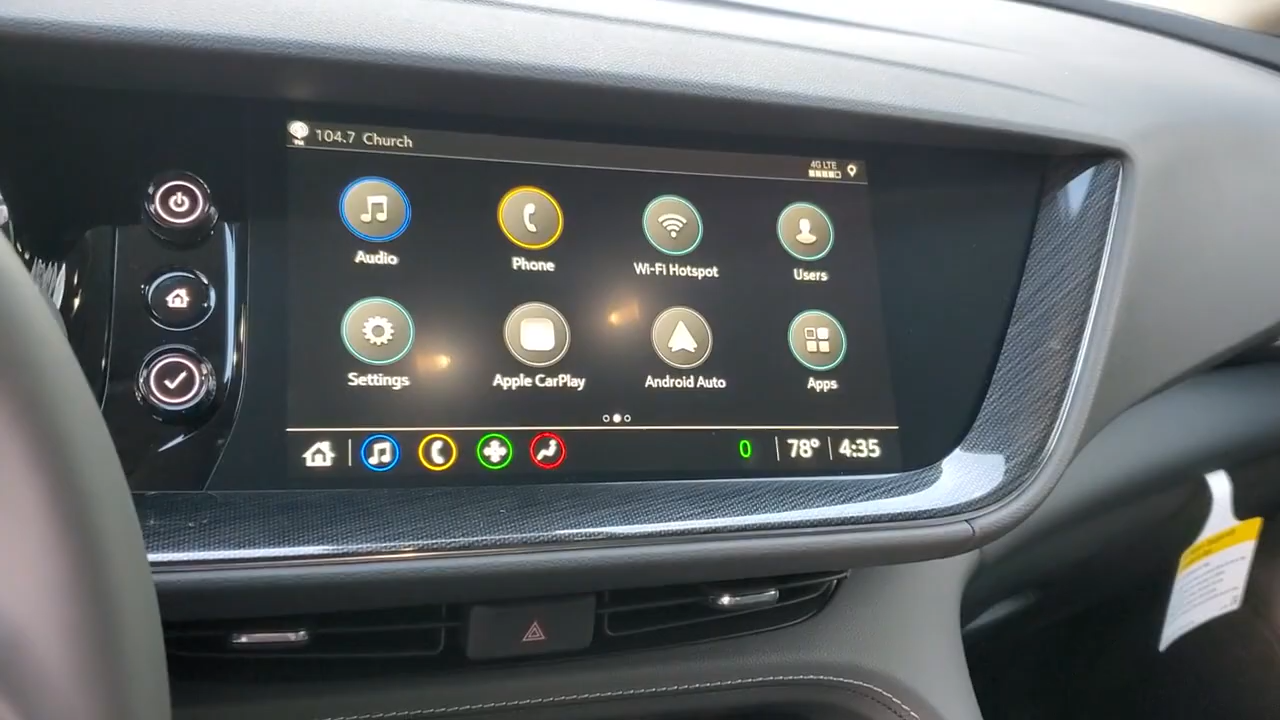 104.7 Church
4G LTE
Audio
Phone
Wi-Fi Hotspot
Users
Settings
Apple CarPlay
Android Auto
Apps
0
78°
4:35